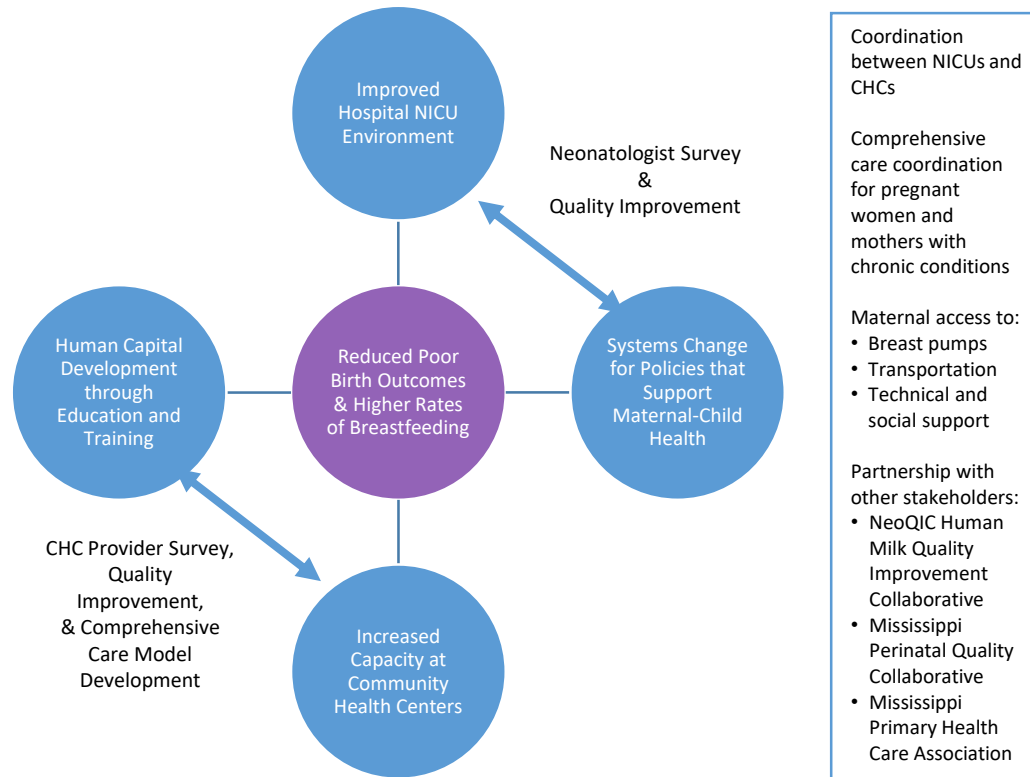 Improved
Hospital NICU
Environment
Neonatologist Survey
&
Quality Improvement
Human Capital
Development
through
Education and
Training
Reduced Poor
Birth Outcomes
& Higher Rates
of Breastfeeding
Systems Change
for Policies that
Support
Maternal-Child
Health
CHC Provider Survey,
Quality
Improvement,
& Comprehensive
Care Model
Development
Increased
Capacity at
Community
Health Centers
Coordination
between NICUs and
CHCs
Comprehensive
care coordination
for pregnant
women and
mothers with
chronic conditions
Maternal access to:
• Breast pumps
• Transportation
• Technical and
social support
Partnership with
other stakeholders:
• NeoQIC Human
Milk Quality
Improvement
Collaborative
• Mississippi
Perinatal Quality
Collaborative
• Mississippi
Primary Health
Care Association